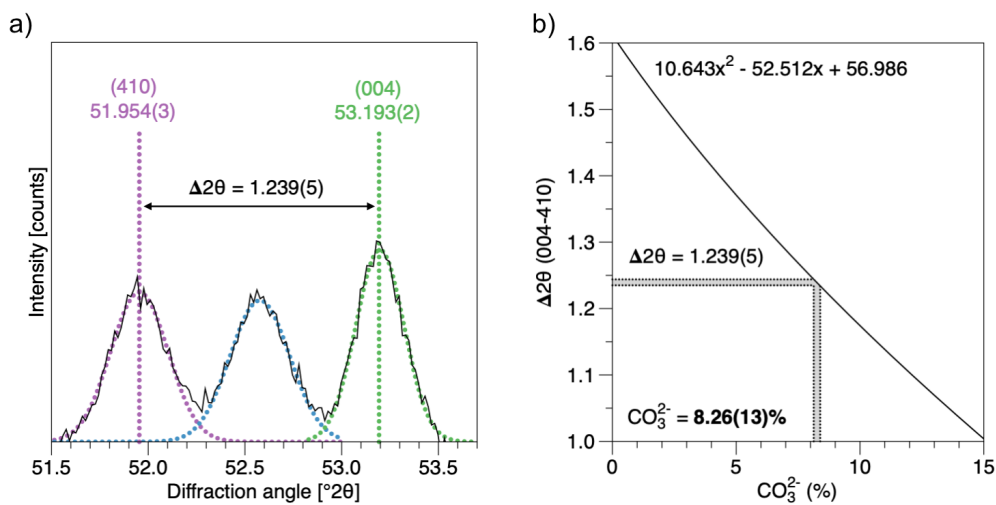 a)
(410)
51.954(3)
(004)
53.193(2)
Δ2θ = 1.239(5)
Intensity [counts]
51.5 52.0 52.5 53.0 53.5
Diffraction angle [°2θ]
b)
1.6
10.643x² - 52.512x + 56.986
1.5
1.4
1.3
Δ2θ = 1.239(5)
1.2
1.1
CO₃²⁻ = 8.26(13)%
1.0
Δ2θ (004-410)
0 5 10 15
CO₃²⁻ (%)